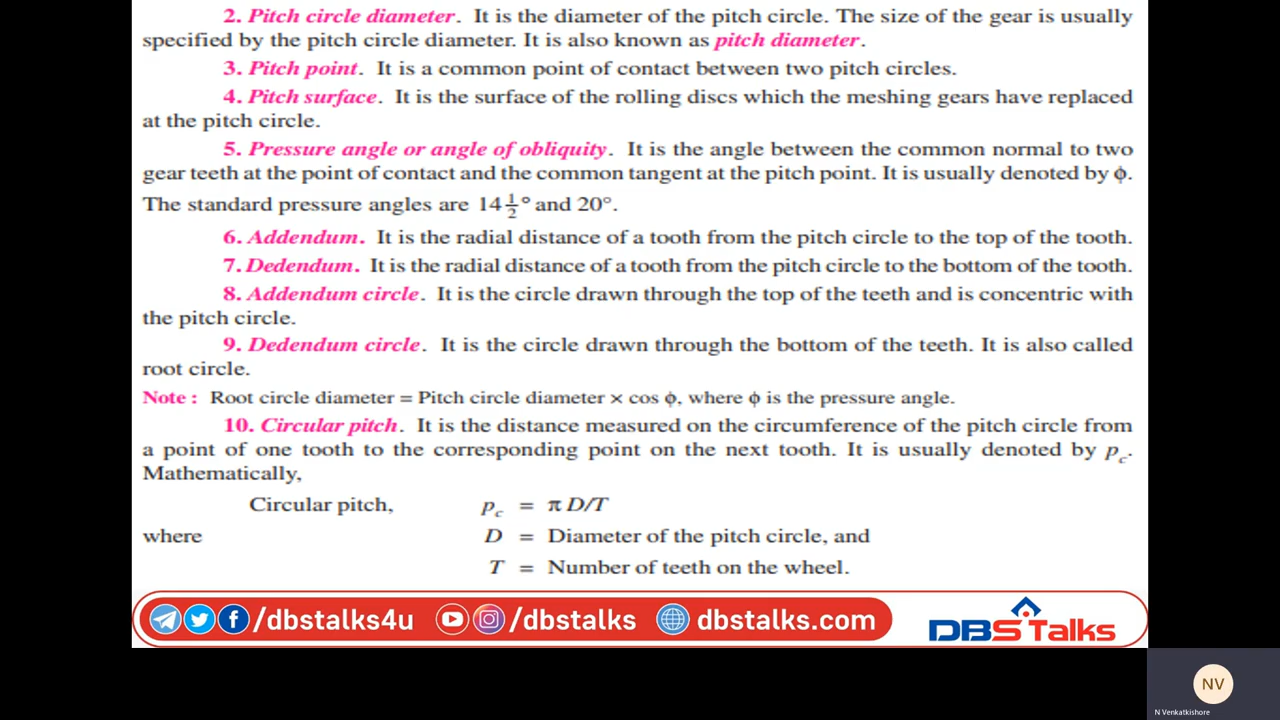 2. Pitch circle diameter. It is the diameter of the pitch circle. The size of the gear is usually
specified by the pitch circle diameter. It is also known as pitch diameter.
3. Pitch point. It is a common point of contact between two pitch circles.
4. Pitch surface. It is the surface of the rolling discs which the meshing gears have replaced
at the pitch circle.
5. Pressure angle or angle of obliquity. It is the angle between the common normal to two
gear teeth at the point of contact and the common tangent at the pitch point. It is usually denoted by ϕ.
The standard pressure angles are 14 1/2° and 20°.
6. Addendum. It is the radial distance of a tooth from the pitch circle to the top of the tooth.
7. Dedendum. It is the radial distance of a tooth from the pitch circle to the bottom of the tooth.
8. Addendum circle. It is the circle drawn through the top of the teeth and is concentric with
the pitch circle.
9. Dedendum circle. It is the circle drawn through the bottom of the teeth. It is also called
root circle.
Note : Root circle diameter = Pitch circle diameter × cos ϕ, where ϕ is the pressure angle.
10. Circular pitch. It is the distance measured on the circumference of the pitch circle from
a point of one tooth to the corresponding point on the next tooth. It is usually denoted by pc.
Mathematically,
Circular pitch, pc = π D/T
where D = Diameter of the pitch circle, and
T = Number of teeth on the wheel.
/dbstalks4u /dbstalks dbstalks.com DBS Talks
NV
N Venkatkishore